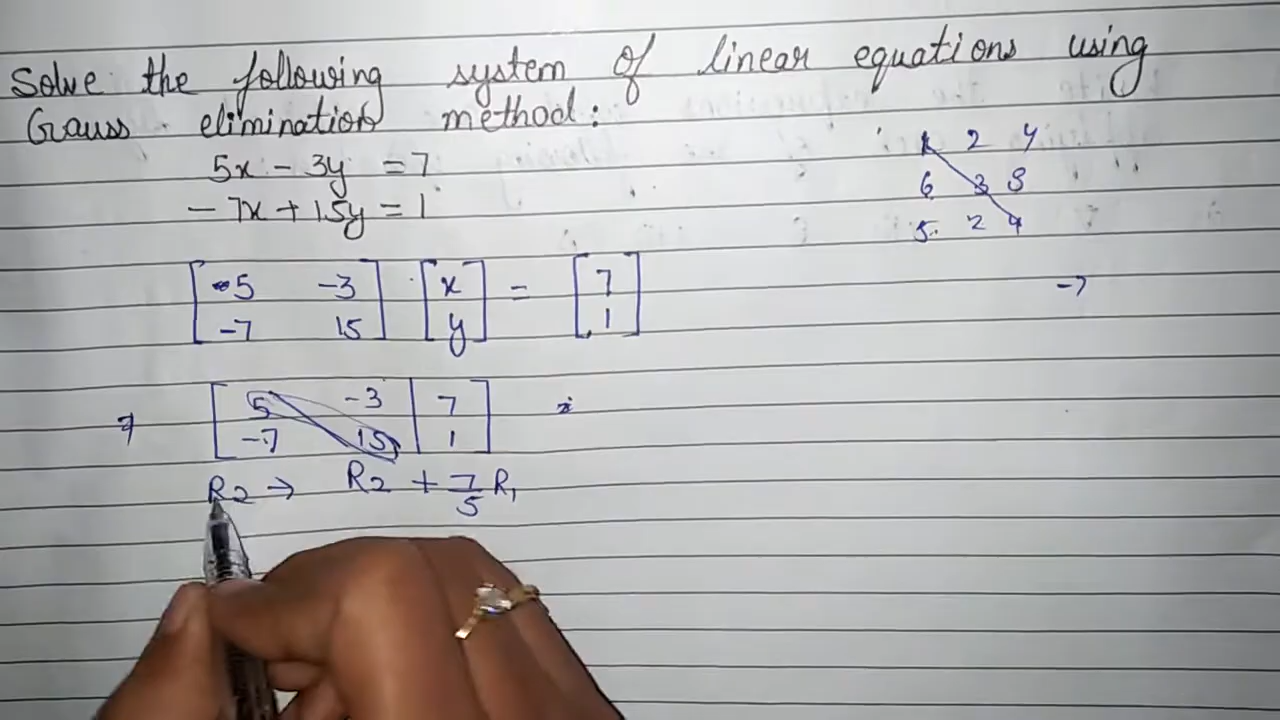 Solve the following system of linear equations using
Gauss elimination method:
5x - 3y = 7
- 7x + 15y = 1
1 2 4
6 3 8
5 2 4
[5 -3] [x] = [7]
[-7 15] [y] [1]
-7
[5 -3 | 7]
[-7 15 | 1]
R2 → R2 + 7/5 R1